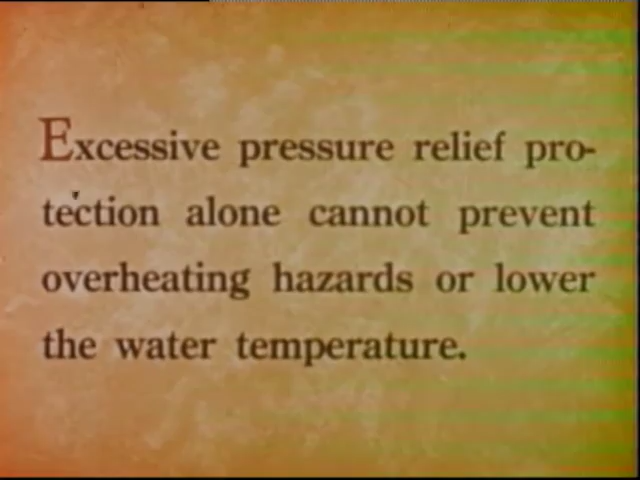 Excessive pressure relief pro-
tection alone cannot prevent
overheating hazards or lower
the water temperature.